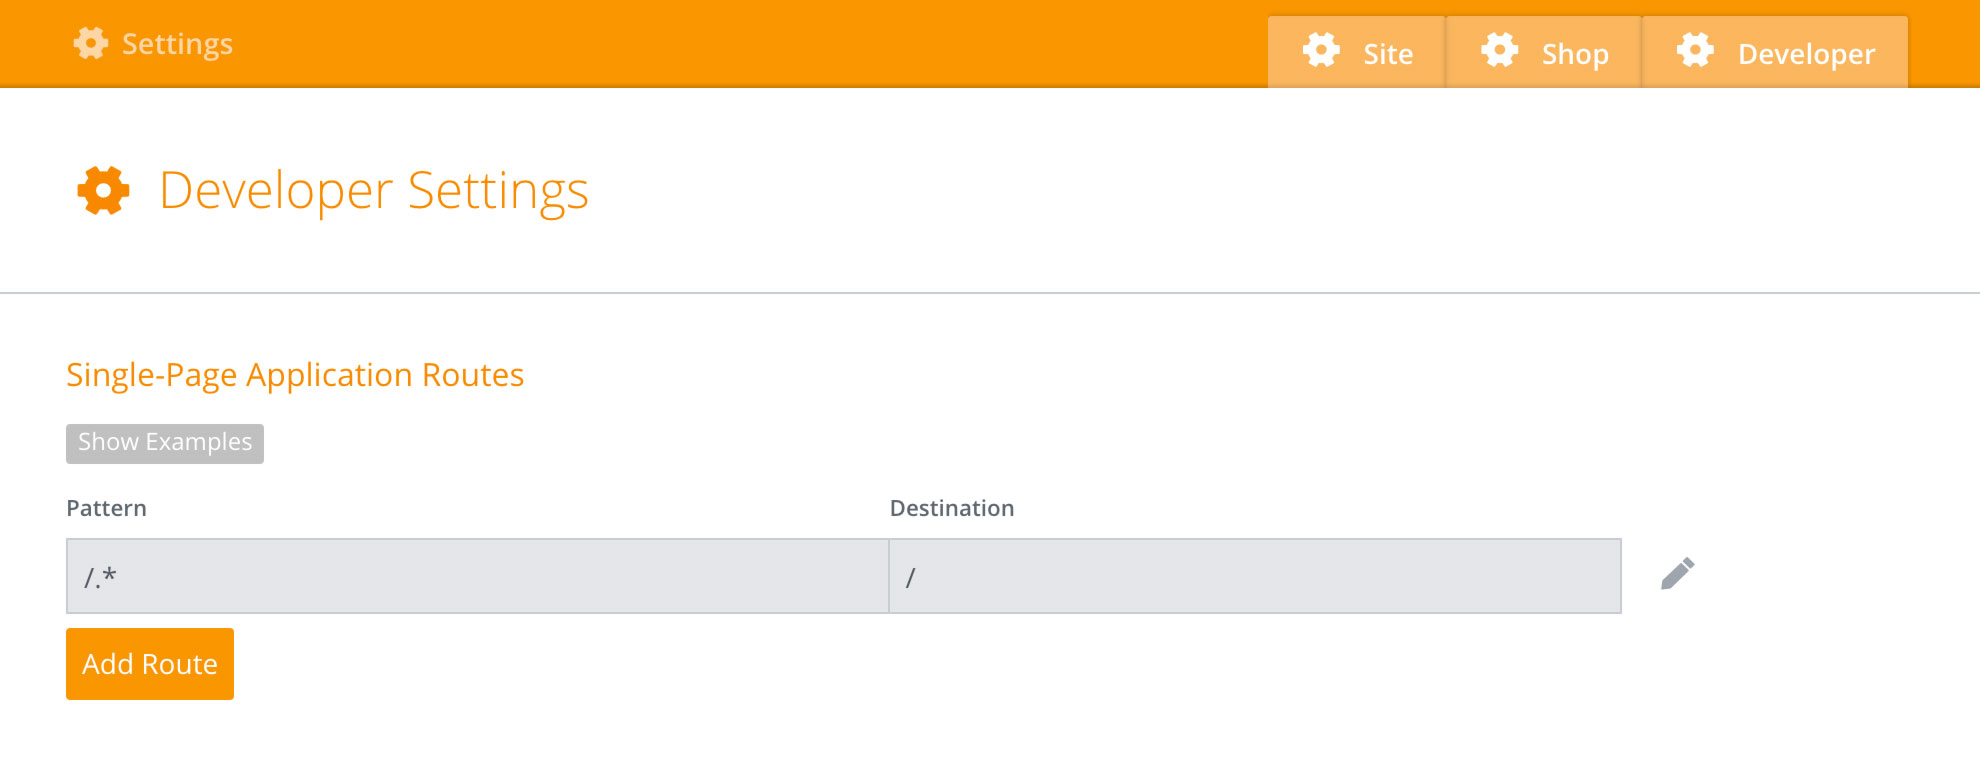 Settings
Site Shop Developer
Developer Settings
Single-Page Application Routes
Show Examples
Pattern Destination
/.* /
Add Route